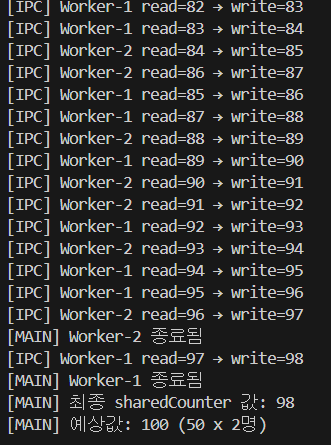 [IPC] Worker-1 read=82 → write=83
[IPC] Worker-1 read=83 → write=84
[IPC] Worker-2 read=84 → write=85
[IPC] Worker-2 read=86 → write=87
[IPC] Worker-1 read=85 → write=86
[IPC] Worker-1 read=87 → write=88
[IPC] Worker-2 read=88 → write=89
[IPC] Worker-1 read=89 → write=90
[IPC] Worker-2 read=90 → write=91
[IPC] Worker-2 read=91 → write=92
[IPC] Worker-1 read=92 → write=93
[IPC] Worker-2 read=93 → write=94
[IPC] Worker-1 read=94 → write=95
[IPC] Worker-1 read=95 → write=96
[IPC] Worker-2 read=96 → write=97
[MAIN] Worker-2 종료됨
[IPC] Worker-1 read=97 → write=98
[MAIN] Worker-1 종료됨
[MAIN] 최종 sharedCounter 값: 98
[MAIN] 예상값: 100 (50 x 2명)